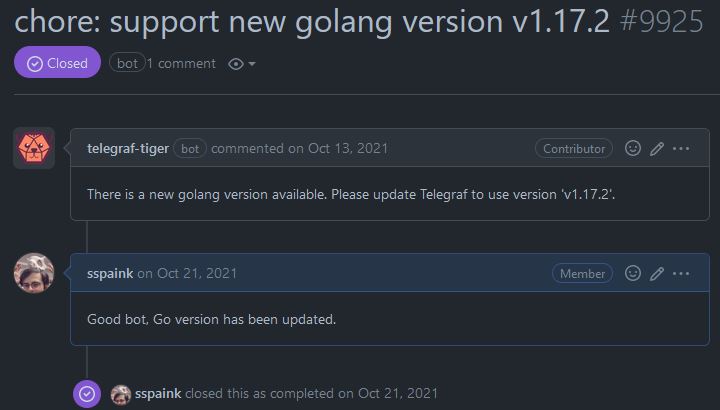 chore: support new golang version v1.17.2 #9925
Closed bot 1 comment
telegraf-tiger bot commented on Oct 13, 2021 Contributor
There is a new golang version available. Please update Telegraf to use version 'v1.17.2'.
sspaink on Oct 21, 2021 Member
Good bot, Go version has been updated.
sspaink closed this as completed on Oct 21, 2021